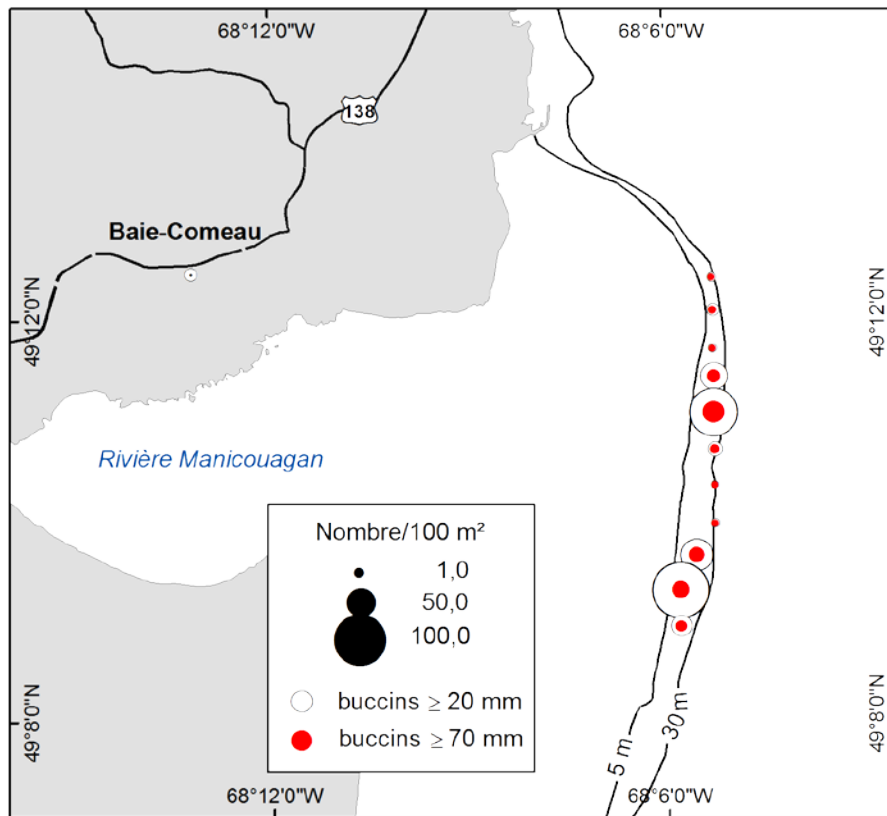 68°12'0"W
68°6'0"W
138
Baie-Comeau
49°12'0"N
49°12'0"N
Rivière Manicouagan
Nombre/100 m²
1,0
50,0
100,0
buccins ≥ 20 mm
buccins ≥ 70 mm
49°8'0"N
49°8'0"N
5 m
30 m
68°12'0"W
68°6'0"W